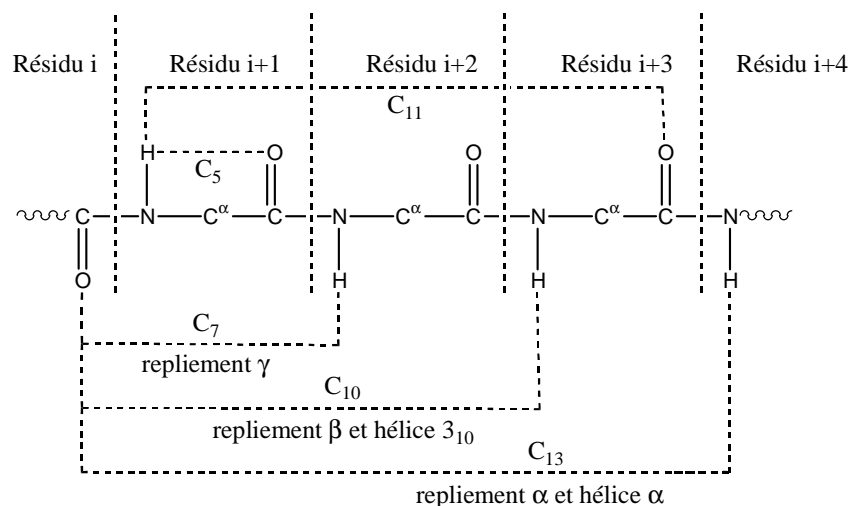 Résidu i Résidu i+1 Résidu i+2 Résidu i+3 Résidu i+4
C11
H O O O
C5
C N Cα C N Cα C N Cα C N
O H H H
C7
repliement γ
C10
repliement β et hélice 310
C13
repliement α et hélice α